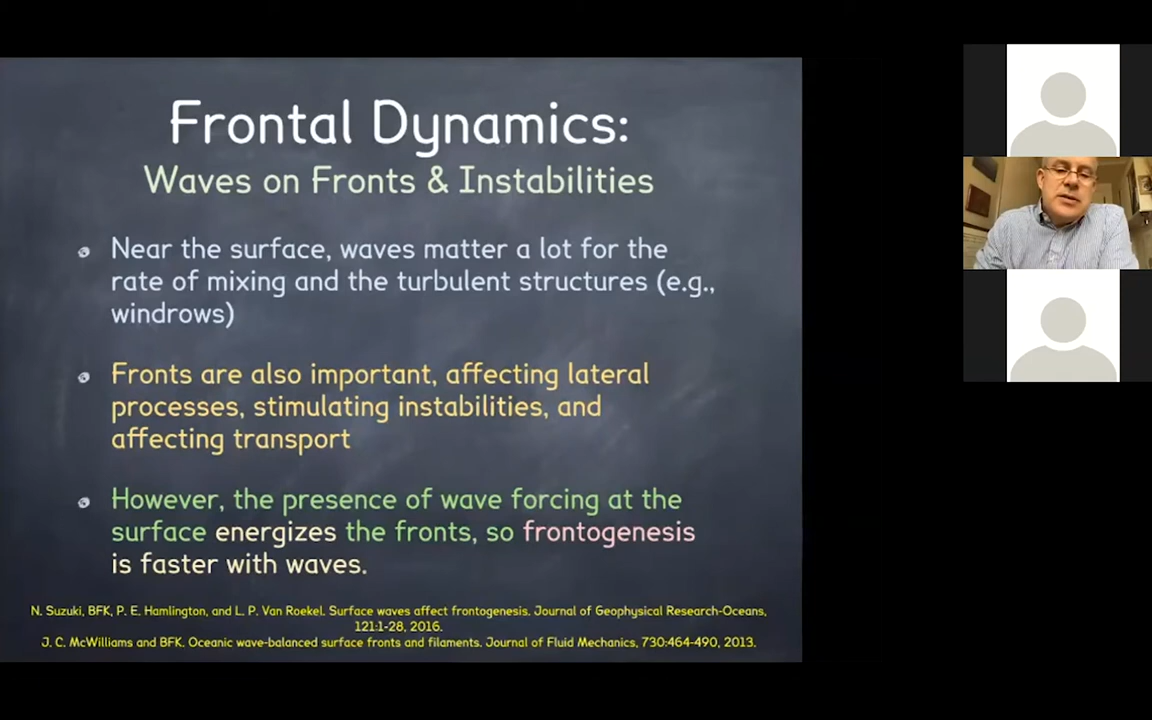 Frontal Dynamics:
Waves on Fronts & Instabilities
Near the surface, waves matter a lot for the
rate of mixing and the turbulent structures (e.g.,
windrows)
Fronts are also important, affecting lateral
processes, stimulating instabilities, and
affecting transport
However, the presence of wave forcing at the
surface energizes the fronts, so frontogenesis
is faster with waves.
N. Suzuki, BFK, P. E. Hamlington, and L. P. Van Roekel. Surface waves affect frontogenesis. Journal of Geophysical Research-Oceans,
121:1-28, 2016.
J. C. McWilliams and BFK. Oceanic wave-balanced surface fronts and filaments. Journal of Fluid Mechanics, 730:464-490, 2013.